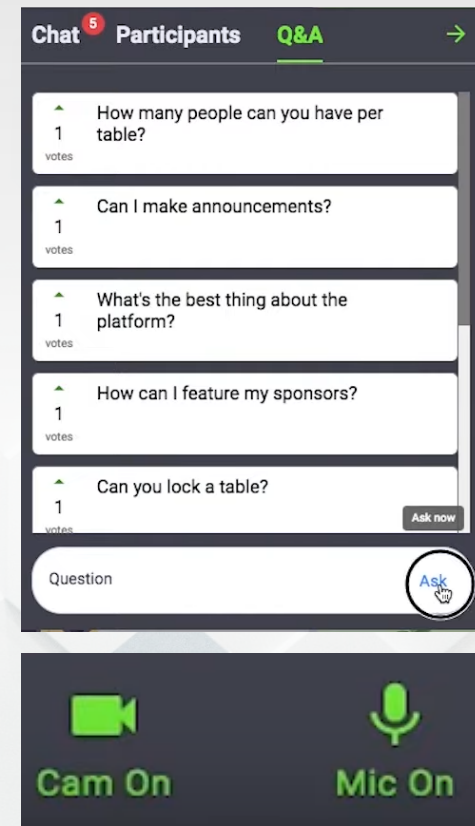 Chat 5 Participants Q&A
1
votes
How many people can you have per
table?
1
votes
Can I make announcements?
1
votes
What's the best thing about the
platform?
1
votes
How can I feature my sponsors?
1
votes
Can you lock a table?
Ask now
Question Ask
Cam On Mic On